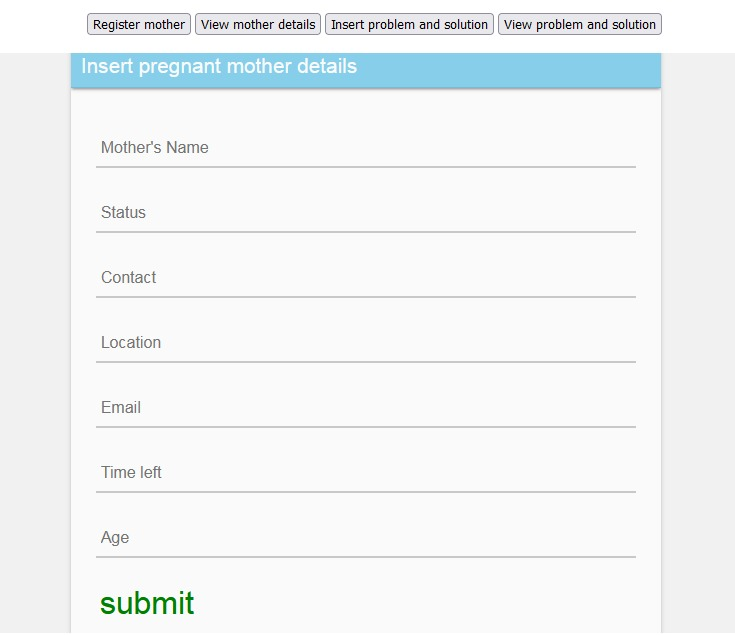 Register mother View mother details Insert problem and solution View problem and solution
Insert pregnant mother details
Mother's Name
Status
Contact
Location
Email
Time left
Age
submit